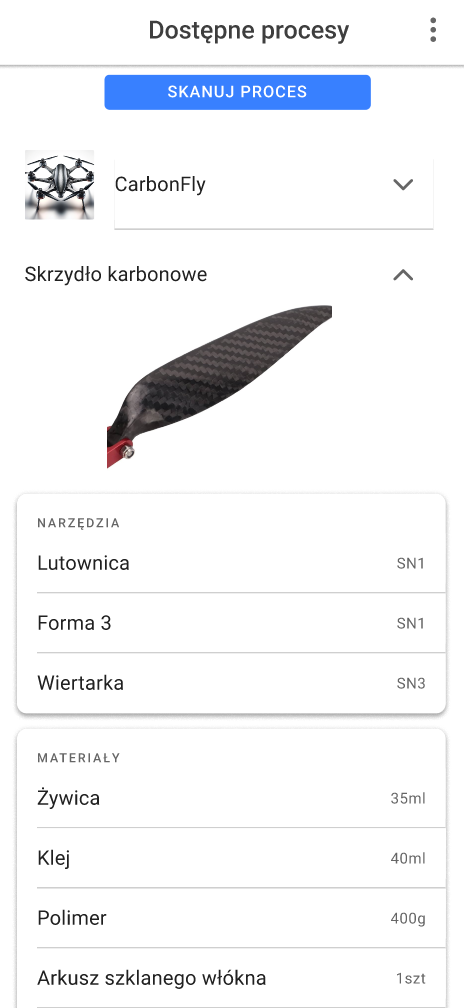 Dostępne procesy
SKANUJ PROCES
CarbonFly
Skrzydło karbonowe
NARZĘDZIA
Lutownica SN1
Forma 3 SN1
Wiertarka SN3
MATERIAŁY
Żywica 35ml
Klej 40ml
Polimer 400g
Arkusz szklanego włókna 1szt